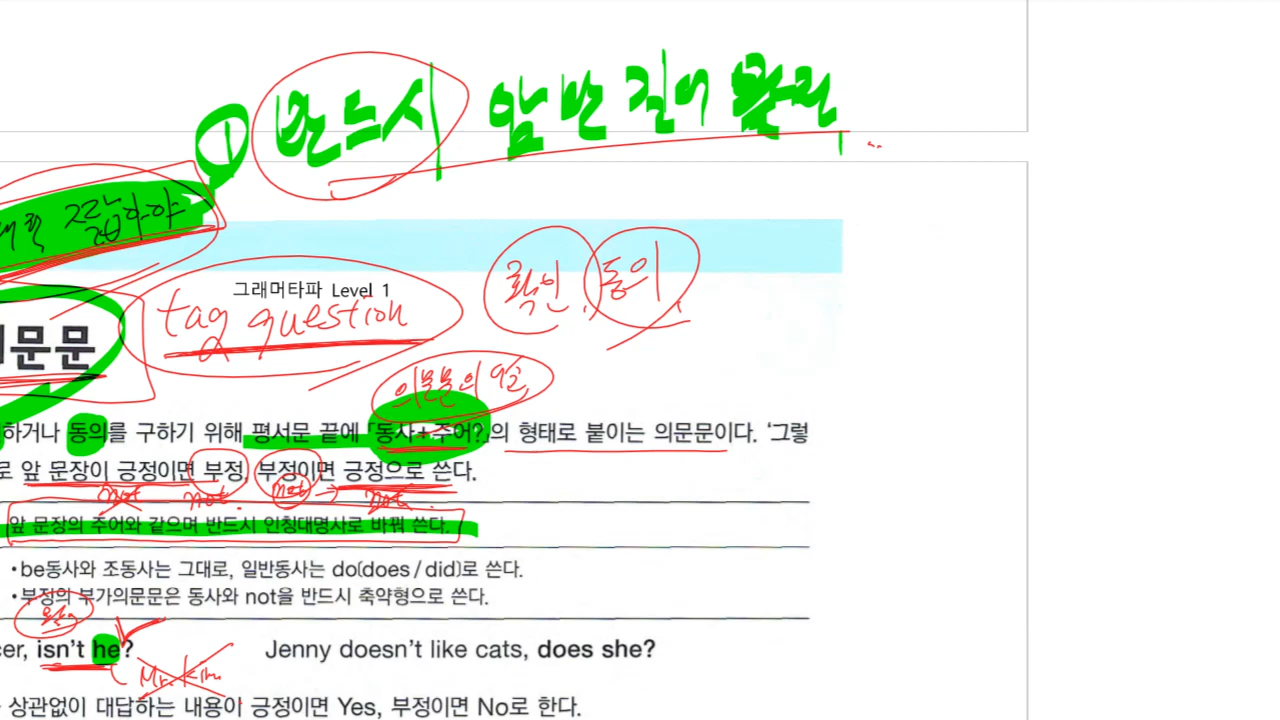 ① 반드시 앞 반
그래머타파 Level 1
tag question
확인, 동의
의문문
의문문의
하거나 동의를 구하기 위해 평서문 끝에 「동사+주어?」의 형태로 붙이는 의문문이다. '그렇
로 앞 문장이 긍정이면 부정, 부정이면 긍정으로 쓴다.
not not. not → not.
앞 문장의 주어와 같으며 반드시 인칭대명사로 바꿔 쓴다.
•be동사와 조동사는 그대로, 일반동사는 do(does / did)로 쓴다.
•부정의 부가의문문은 동사와 not을 반드시 축약형으로 쓴다.
cer, isn't he? Jenny doesn't like cats, does she?
Mr. Kim
상관없이 대답하는 내용이 긍정이면 Yes, 부정이면 No로 한다.